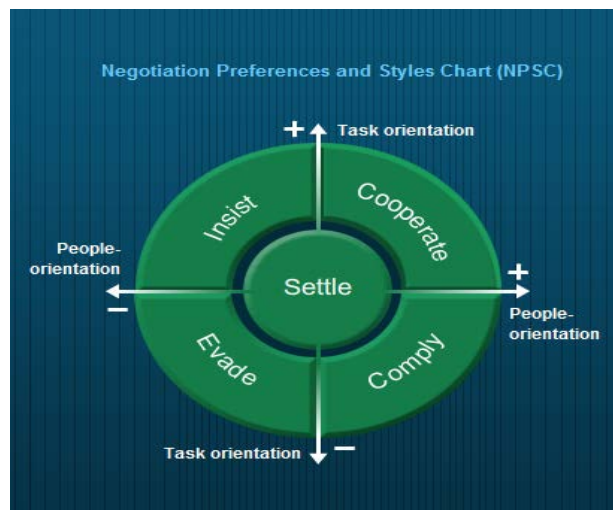 Negotiation Preferences and Styles Chart (NPSC)
+
Task orientation
Insist
Cooperate
People-
orientation
−
Settle
+
People-
orientation
Evade
Comply
Task orientation
−